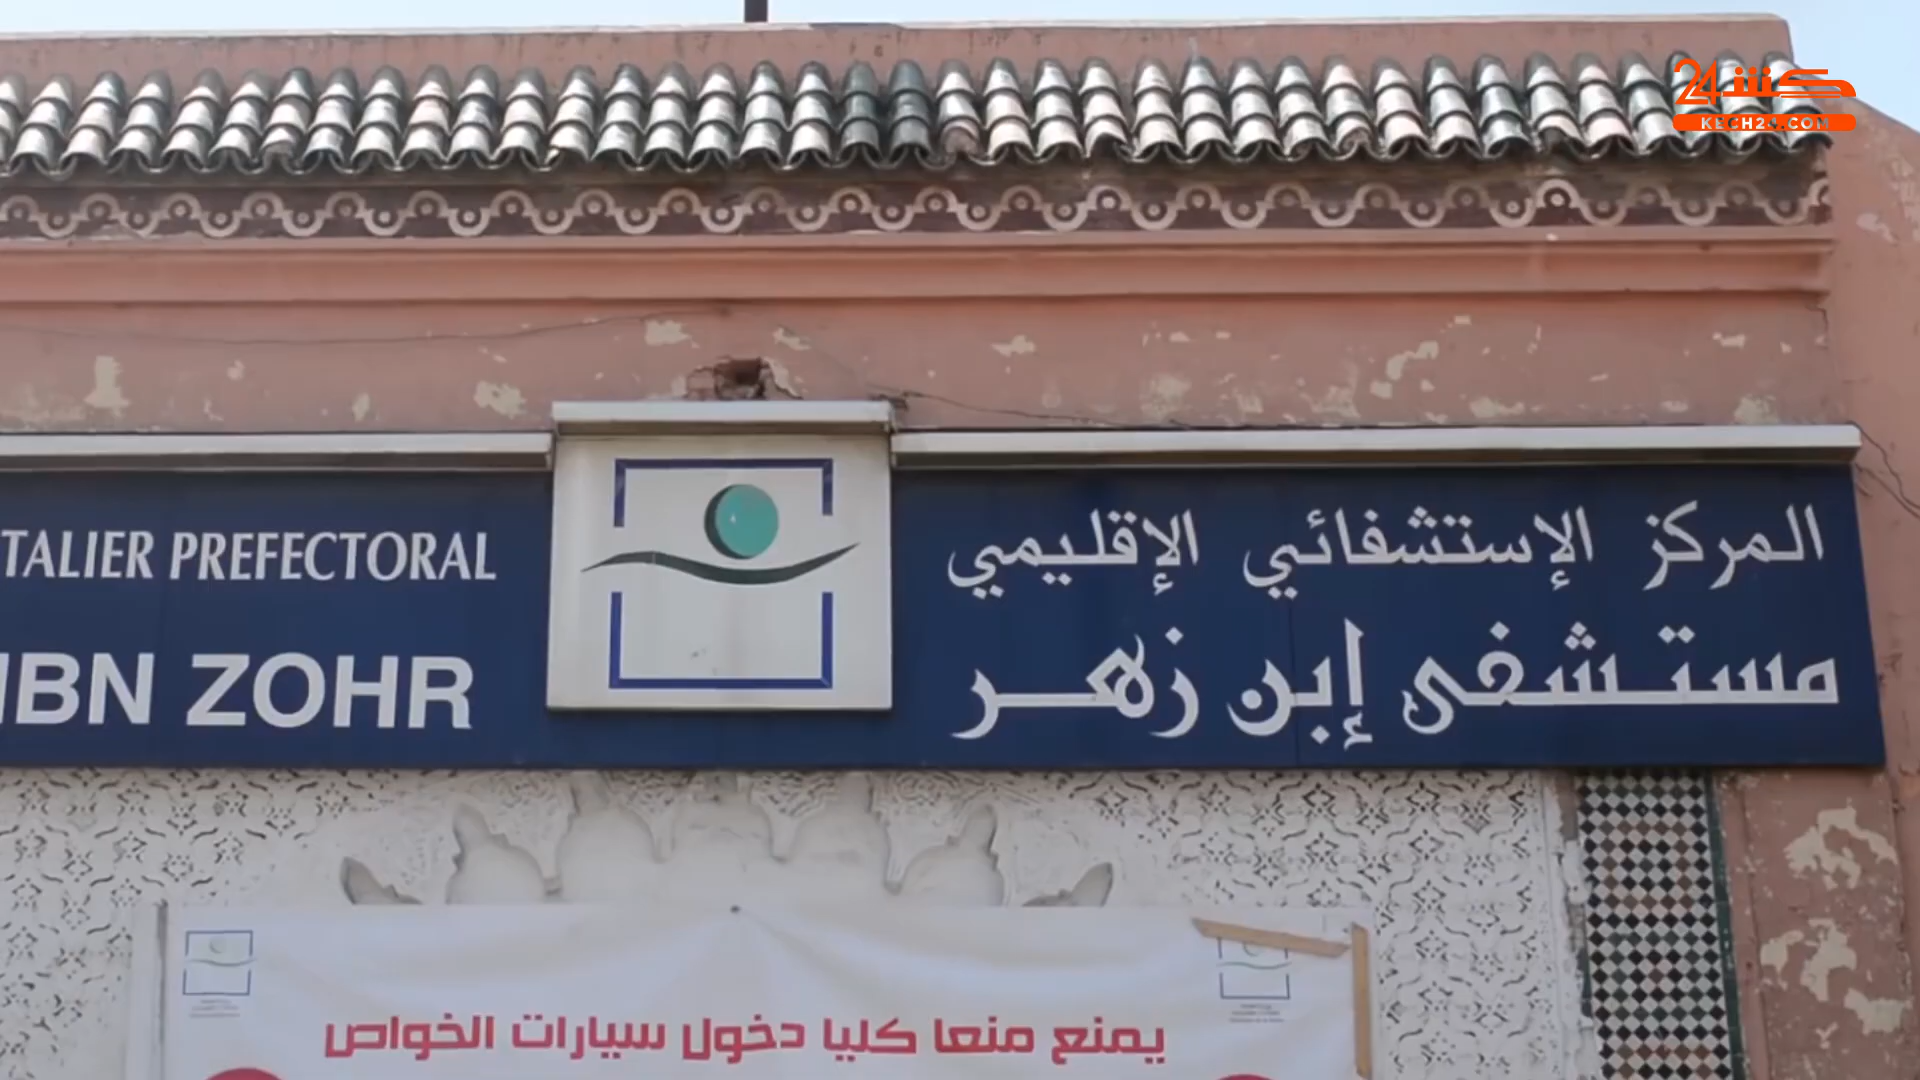 كش24
KECH24.COM
TALIER PREFECTORAL
IBN ZOHR
المركز الإستشفائي الإقليمي
مستشفى إبن زهر
يمنع منعا كليا دخول سيارات الخواص